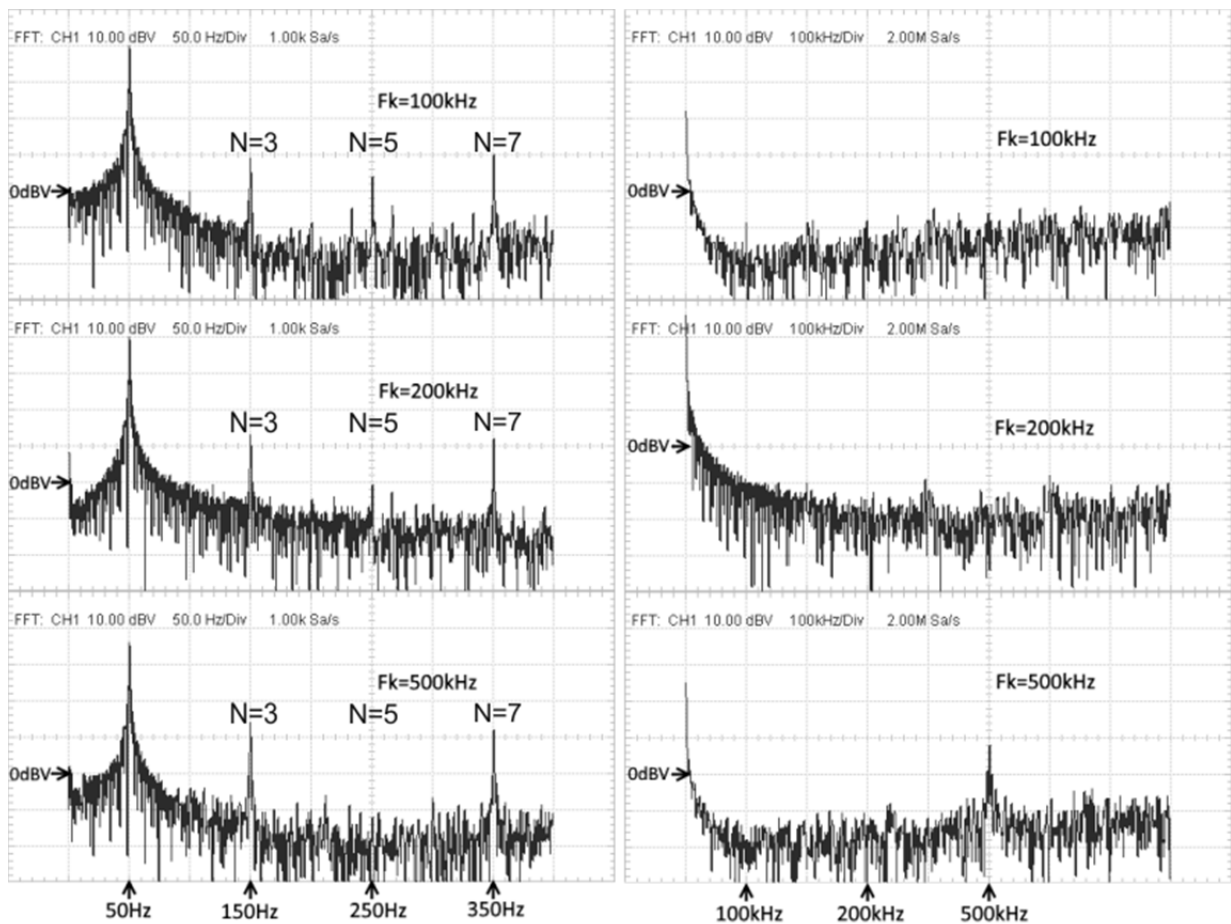 FFT: CH1 10.00 dBV 50.0 Hz/Div 1.00k Sa/s
Fk=100kHz
N=3 N=5 N=7
0dBV
FFT: CH1 10.00 dBV 50.0 Hz/Div 1.00k Sa/s
Fk=200kHz
N=3 N=5 N=7
0dBV
FFT: CH1 10.00 dBV 50.0 Hz/Div 1.00k Sa/s
Fk=500kHz
N=3 N=5 N=7
0dBV
50Hz 150Hz 250Hz 350Hz
FFT: CH1 10.00 dBV 100kHz/Div 2.00M Sa/s
Fk=100kHz
0dBV
FFT: CH1 10.00 dBV 100kHz/Div 2.00M Sa/s
Fk=200kHz
0dBV
FFT: CH1 10.00 dBV 100kHz/Div 2.00M Sa/s
Fk=500kHz
0dBV
100kHz 200kHz 500kHz